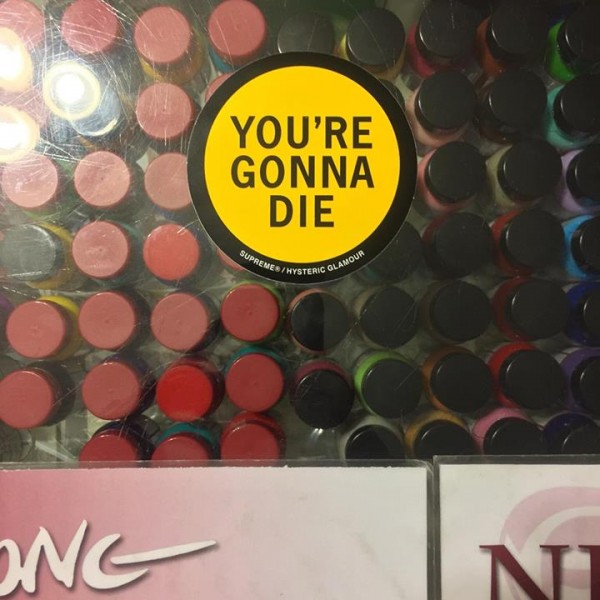 YOU'RE
GONNA
DIE
SUPREME® / HYSTERIC GLAMOUR